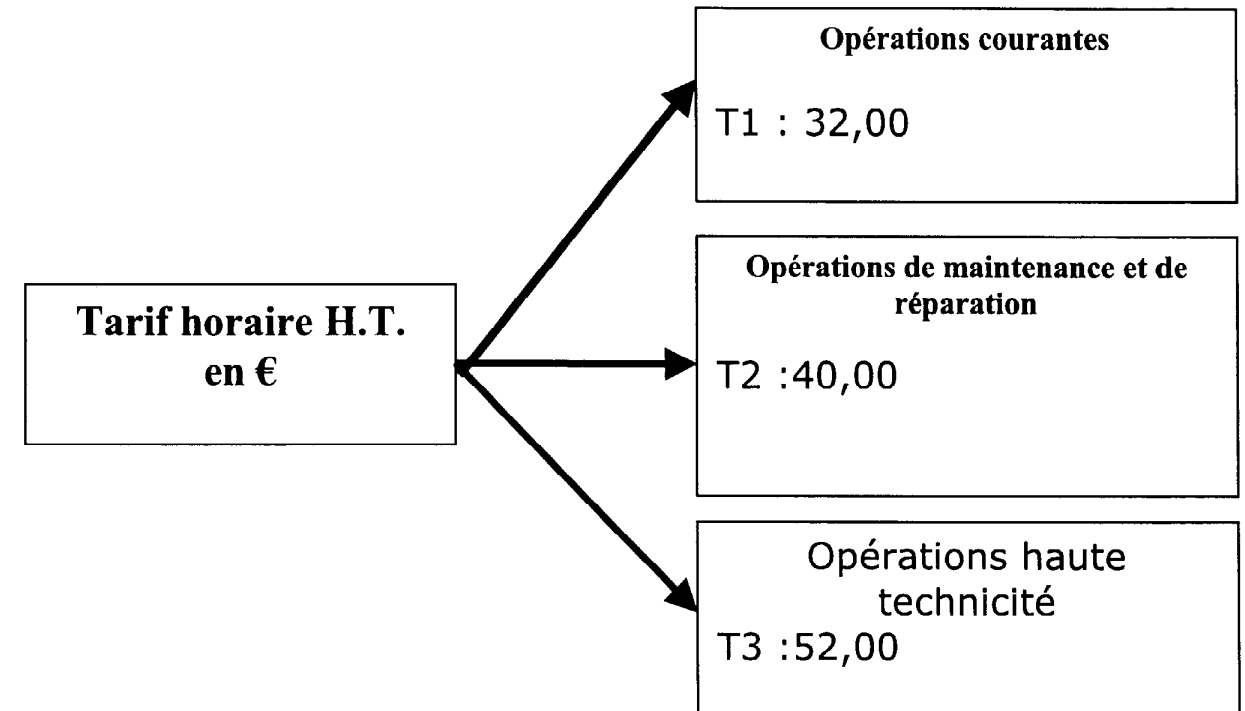 Tarif horaire H.T.
en €
Opérations courantes
T1 : 32,00
Opérations de maintenance et de
réparation
T2 :40,00
Opérations haute
technicité
T3 :52,00